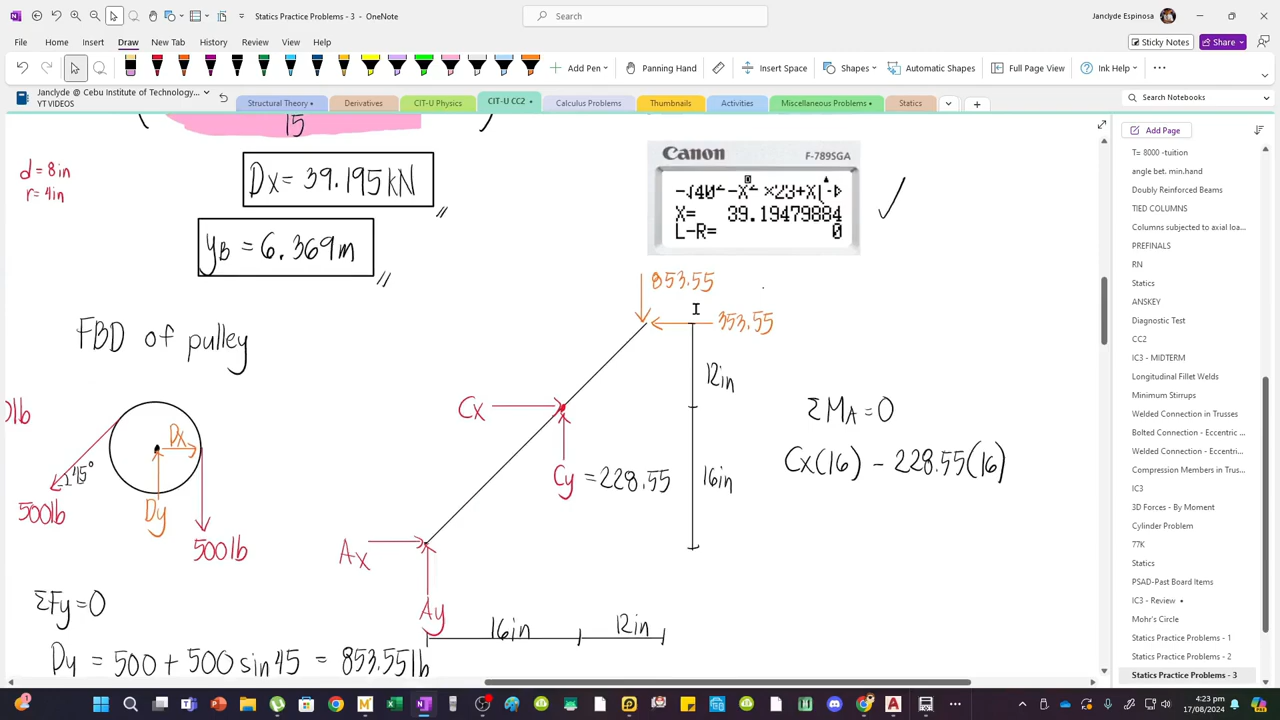 Statics Practice Problems - 3 - OneNote
Search
Janclyde Espinosa
File Home Insert Draw New Tab History Review View Help
Sticky Notes Share
Add Pen Panning Hand Insert Space Shapes Automatic Shapes Full Page View Ink Help
Janclyde @ Cebu Institute of Technology...
YT VIDEOS
Structural Theory Derivatives CIT-U Physics CIT-U CC2 Calculus Problems Thumbnails Activities Miscellaneous Problems Statics
Search Notebooks
Add Page
T= 8000 -tuition
angle bet. min.hand
Doubly Reinforced Beams
TIED COLUMNS
Columns subjected to axial loa...
PREFINALS
RN
Statics
ANSKEY
Diagnostic Test
CC2
IC3 - MIDTERM
Longitudinal Fillet Welds
Minimum Stirrups
Welded Connection in Trusses
Bolted Connection - Eccentric ...
Welded Connection - Eccentri...
Compression Members in Trus...
IC3
3D Forces - By Moment
Cylinder Problem
77K
Statics
PSAD-Past Board Items
IC3 - Review
Mohr's Circle
Statics Practice Problems - 1
Statics Practice Problems - 2
Statics Practice Problems - 3
15
d = 8in
r = 4in
Dx = 39.195kN
yB = 6.369m
Canon F-789SGA
-√40²-X² ×23+X(-
X= 39.19479884
L-R= 0
853.55
353.55
FBD of pulley
12in
Cx
ΣMA = 0
Cx(16) - 228.55(16)
0lb
Dx
45°
500lb
Dy
500lb
Cy = 228.55
16in
Ax
Ay
16in 12in
ΣFy = 0
Dy = 500 + 500 sin 45 = 853.55lb
4:23 pm
17/08/2024